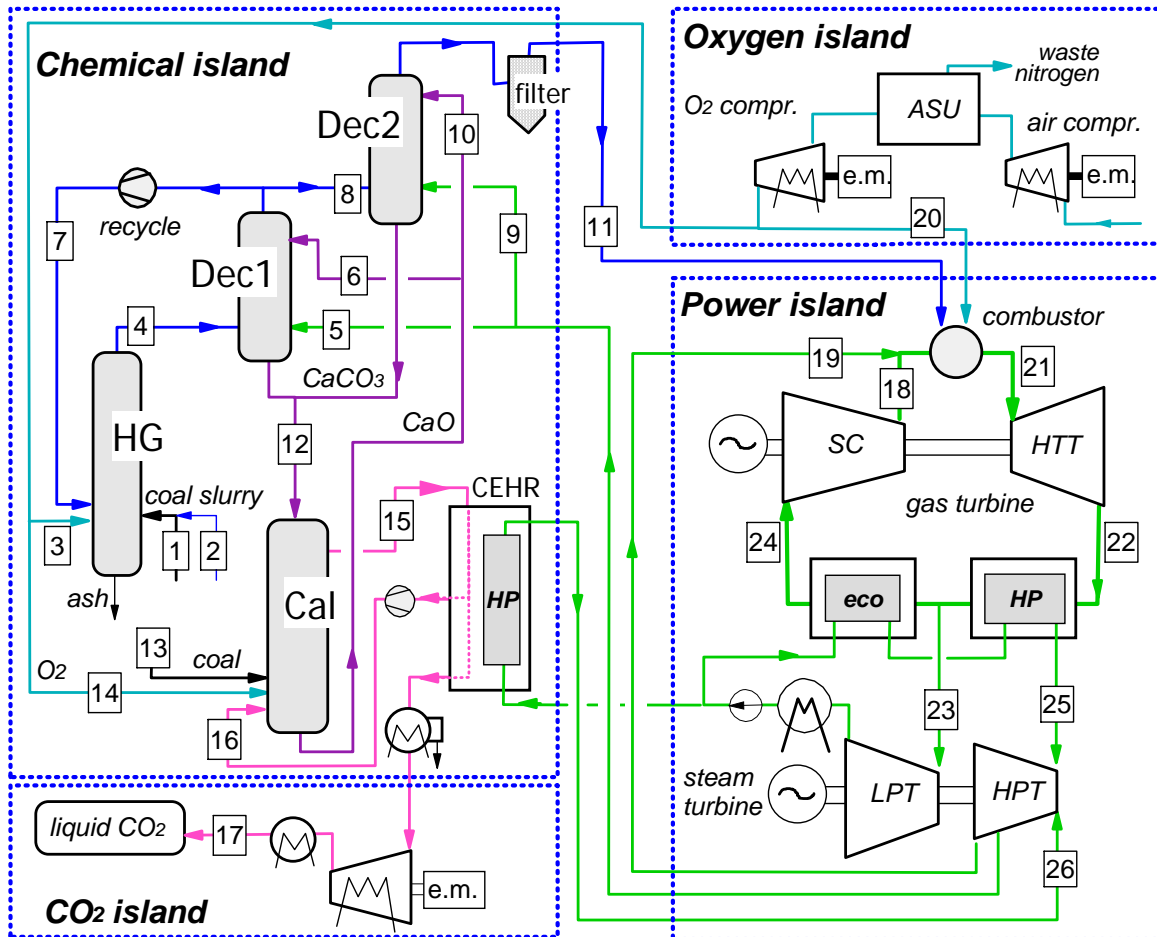 Chemical island
Oxygen island
waste
nitrogen
O2 compr.
ASU
air compr.
e.m.
e.m.
filter
Dec2
10
8
recycle
7
Dec1
6
9
11
20
4
5
CaCO3
CaO
HG
12
coal slurry
3
1
2
ash
15
CEHR
HP
Cal
13
coal
O2
14
16
Power island
combustor
19
18
21
SC
HTT
gas turbine
24
22
eco
HP
23
25
steam
turbine
LPT
HPT
26
liquid CO2
17
e.m.
CO2 island